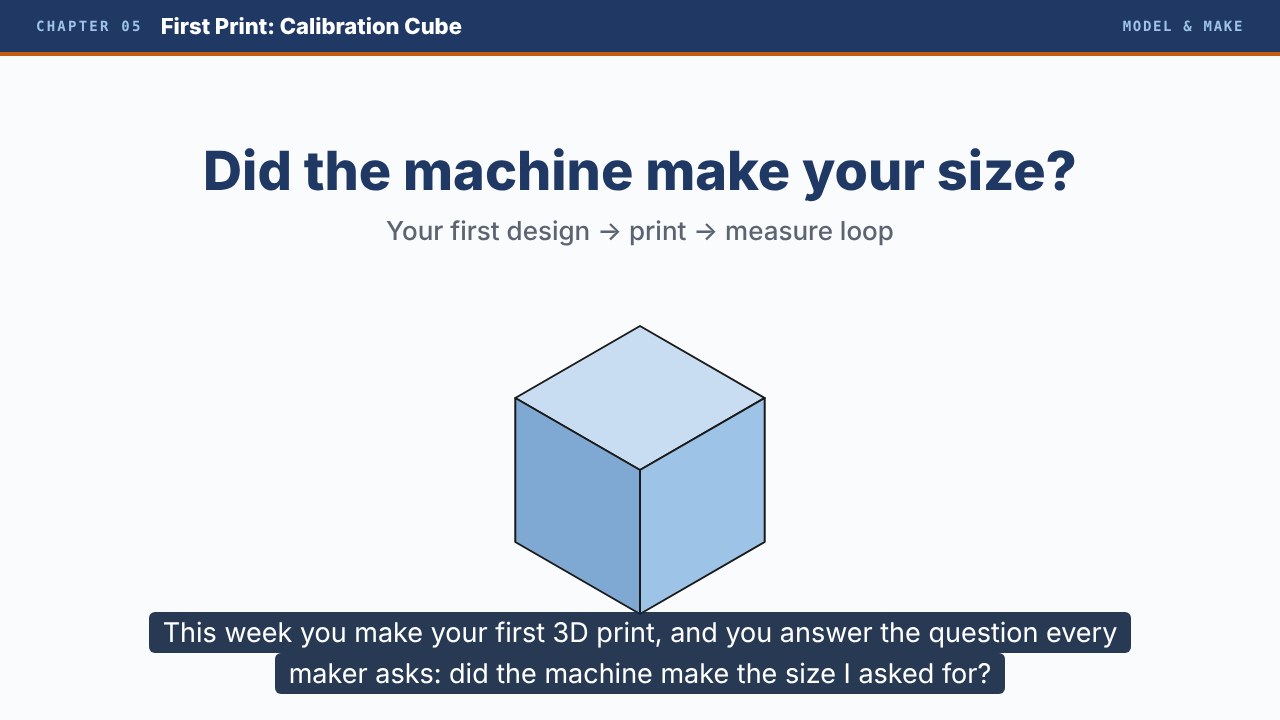 CHAPTER 05 First Print: Calibration Cube MODEL & MAKE
Did the machine make your size?
Your first design → print → measure loop
This week you make your first 3D print, and you answer the question every
maker asks: did the machine make the size I asked for?